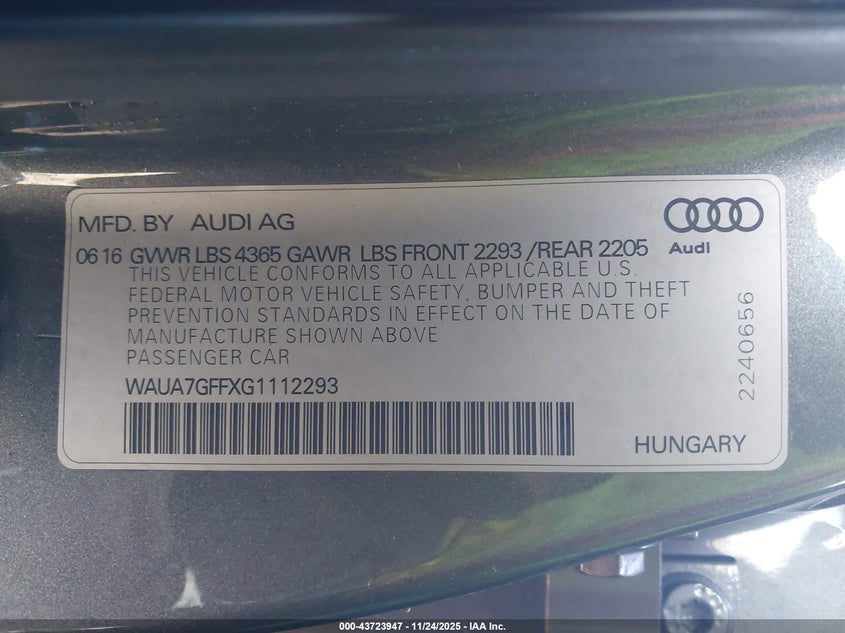 MFD. BY AUDI AG
0616 GVWR LBS 4365 GAWR LBS FRONT 2293 /REAR 2205
Audi
THIS VEHICLE CONFORMS TO ALL APPLICABLE U.S.
FEDERAL MOTOR VEHICLE SAFETY, BUMPER AND THEFT
PREVENTION STANDARDS IN EFFECT ON THE DATE OF
MANUFACTURE SHOWN ABOVE
PASSENGER CAR
WAUA7GFFXG1112293
HUNGARY
2240656
000-43723947 - 11/24/2025 - IAA Inc.